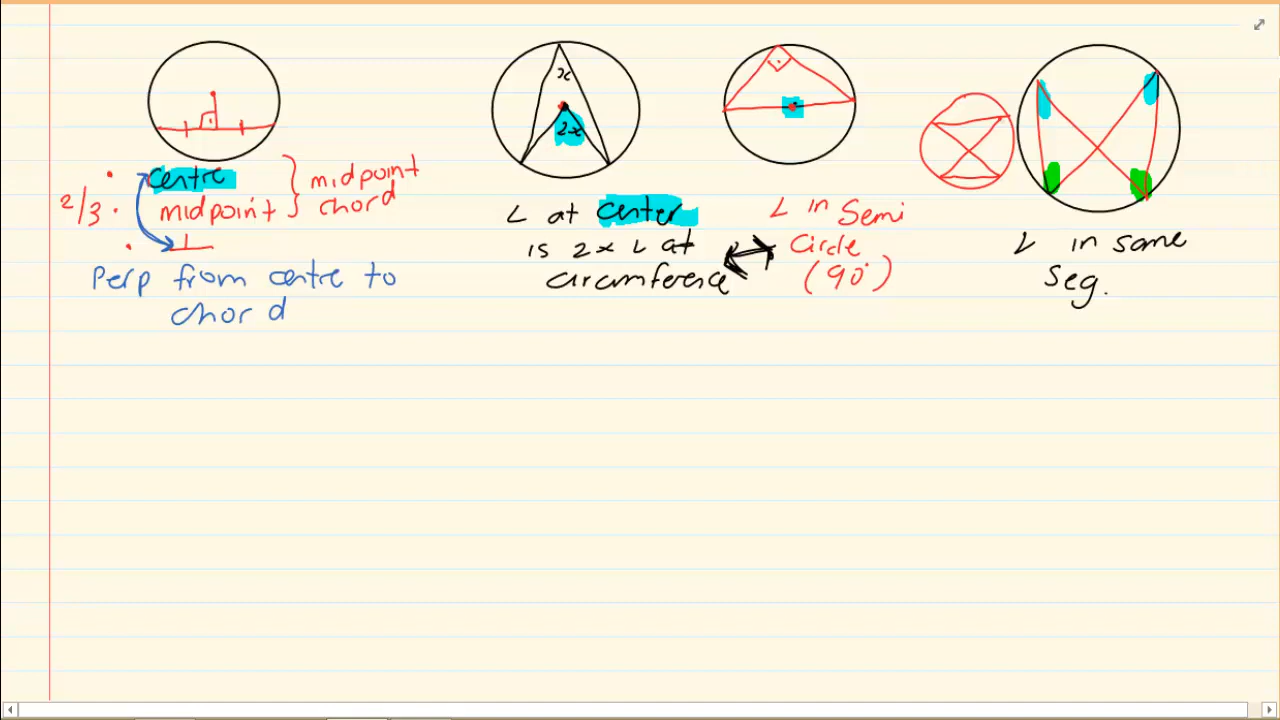 x
2x
centre
midpoint
2/3
midpoint
chord
Perp from centre to
chord
∠ at center
is 2x ∠ at
circumference
∠ in Semi
Circle
(90°)
∠ in same
seg.